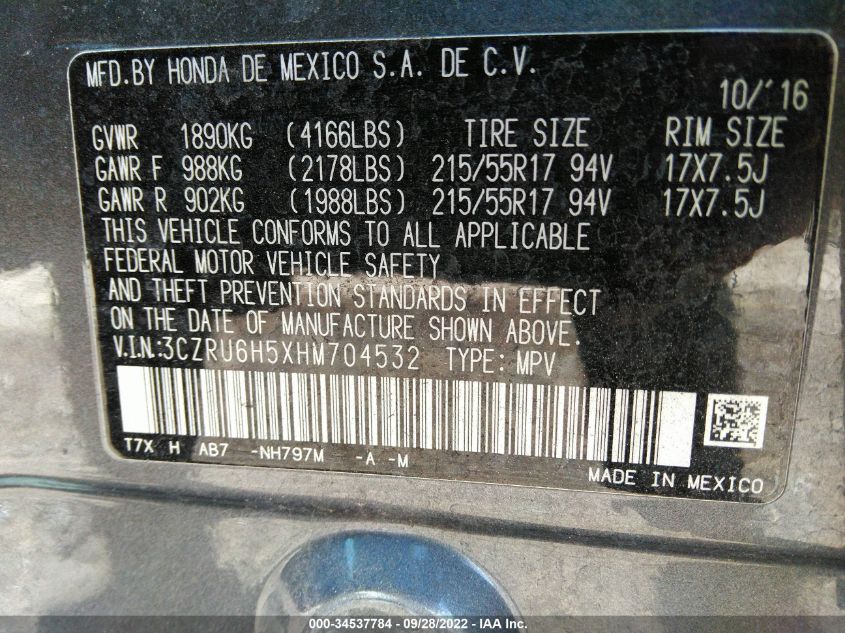 MFD.BY HONDA DE MEXICO S.A. DE C.V.
10/'16
GVWR 1890KG (4166LBS) TIRE SIZE RIM SIZE
GAWR F 988KG (2178LBS) 215/55R17 94V 17X7.5J
GAWR R 902KG (1988LBS) 215/55R17 94V 17X7.5J
THIS VEHICLE CONFORMS TO ALL APPLICABLE
FEDERAL MOTOR VEHICLE SAFETY
AND THEFT PREVENTION STANDARDS IN EFFECT
ON THE DATE OF MANUFACTURE SHOWN ABOVE.
V.I.N:3CZRU6H5XHM704532 TYPE:MPV
T7X H AB7 -NH797M -A -M
MADE IN MEXICO
000-34537784 - 09/28/2022 - IAA Inc.